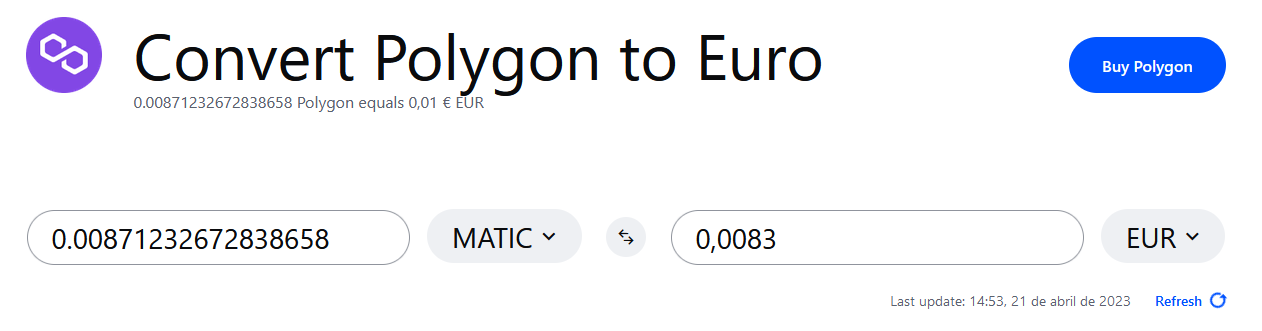 Convert Polygon to Euro
Buy Polygon
0.00871232672838658 Polygon equals 0,01 € EUR
0.00871232672838658
MATIC
0,0083
EUR
Last update: 14:53, 21 de abril de 2023
Refresh